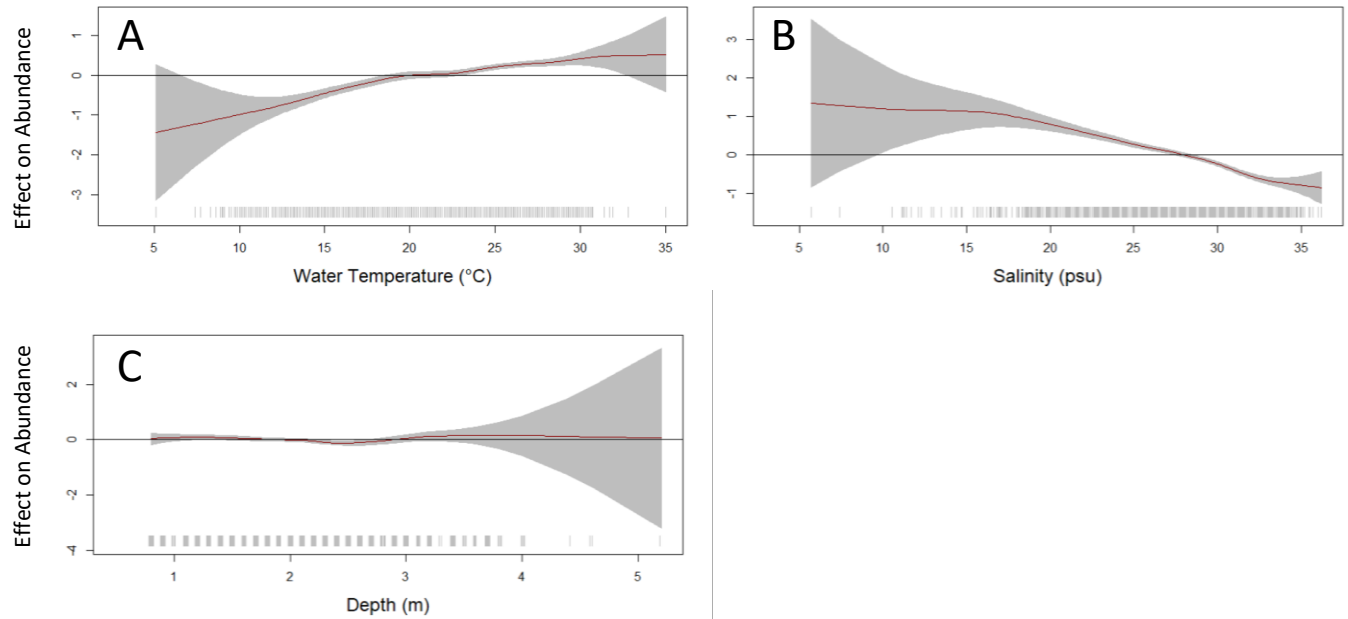 A
Effect on Abundance
1
0
-1
-2
-3
5 10 15 20 25 30 35
Water Temperature (°C)
B
3
2
1
0
-1
5 10 15 20 25 30 35
Salinity (psu)
C
Effect on Abundance
2
0
-2
-4
1 2 3 4 5
Depth (m)